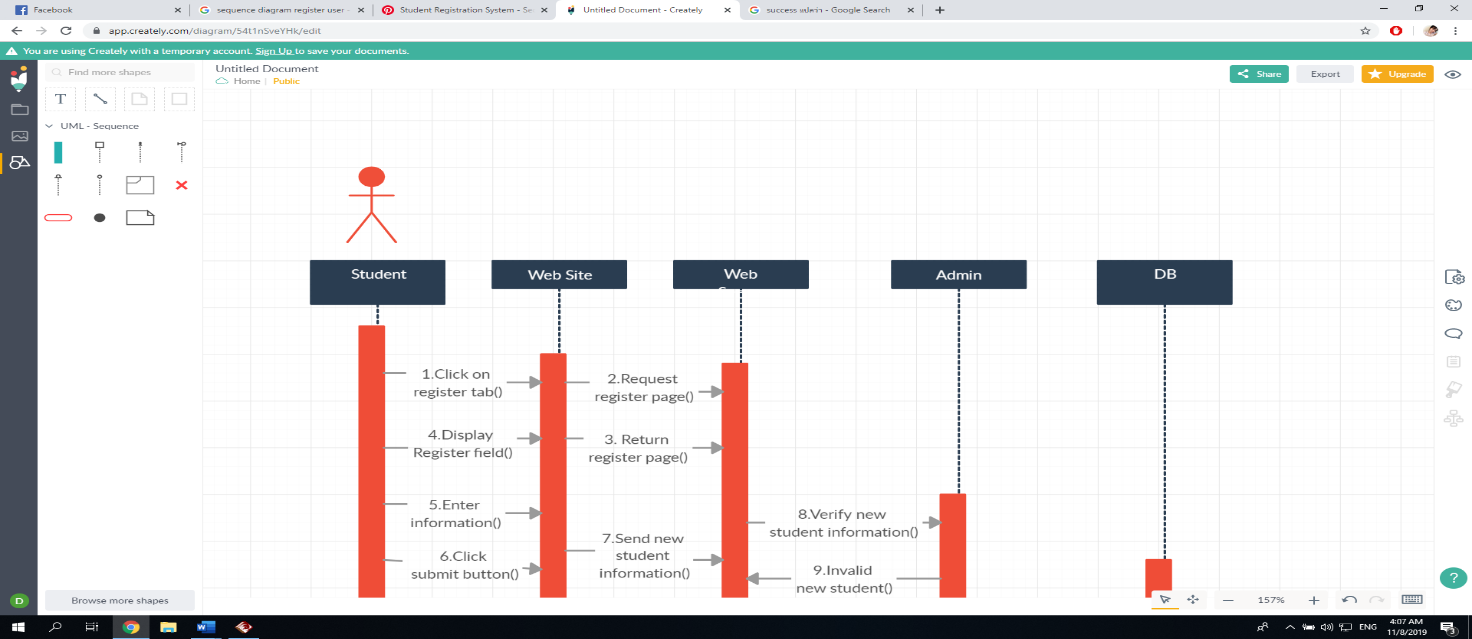 Facebook
sequence diagram register user -
Student Registration System - Se
Untitled Document - Creately
success admin - Google Search
app.creately.com/diagram/54t1nSveYHk/edit
You are using Creately with a temporary account. Sign Up to save your documents.
Find more shapes
Untitled Document
Home | Public
Share
Export
Upgrade
T
UML - Sequence
Student
Web Site
Web
Admin
DB
1.Click on
register tab()
2.Request
register page()
4.Display
Register field()
3. Return
register page()
5.Enter
information()
8.Verify new
student information()
6.Click
submit button()
7.Send new
student
information()
9.Invalid
new student()
D
Browse more shapes
157%
?
ENG
4:07 AM
11/8/2019
3